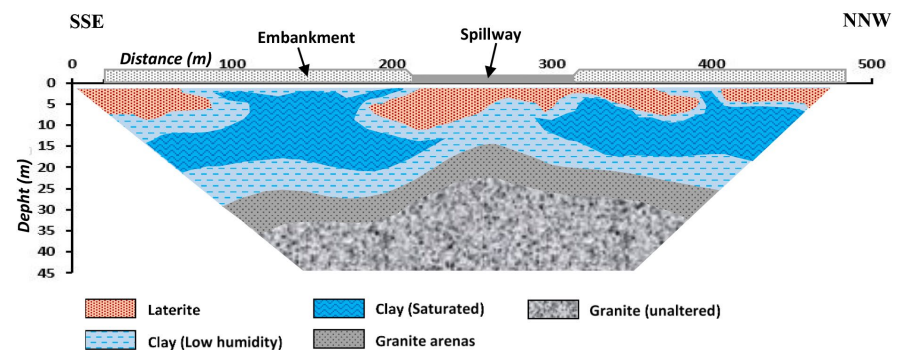 SSE NNW
Embankment Spillway
Distance (m)
0 100 200 300 400 500
Depht (m)
0
5
10
15
20
25
30
35
40
45
Laterite Clay (Saturated) Granite (unaltered)
Clay (Low humidity) Granite arenas